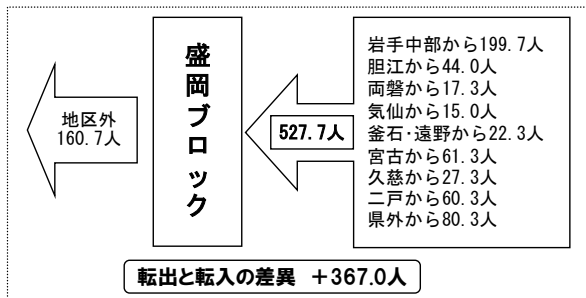 地区外
160.7人
盛岡ブロック
527.7人
岩手中部から199.7人
胆江から44.0人
両磐から17.3人
気仙から15.0人
釜石・遠野から22.3人
宮古から61.3人
久慈から27.3人
二戸から60.3人
県外から80.3人
転出と転入の差異　＋367.0人